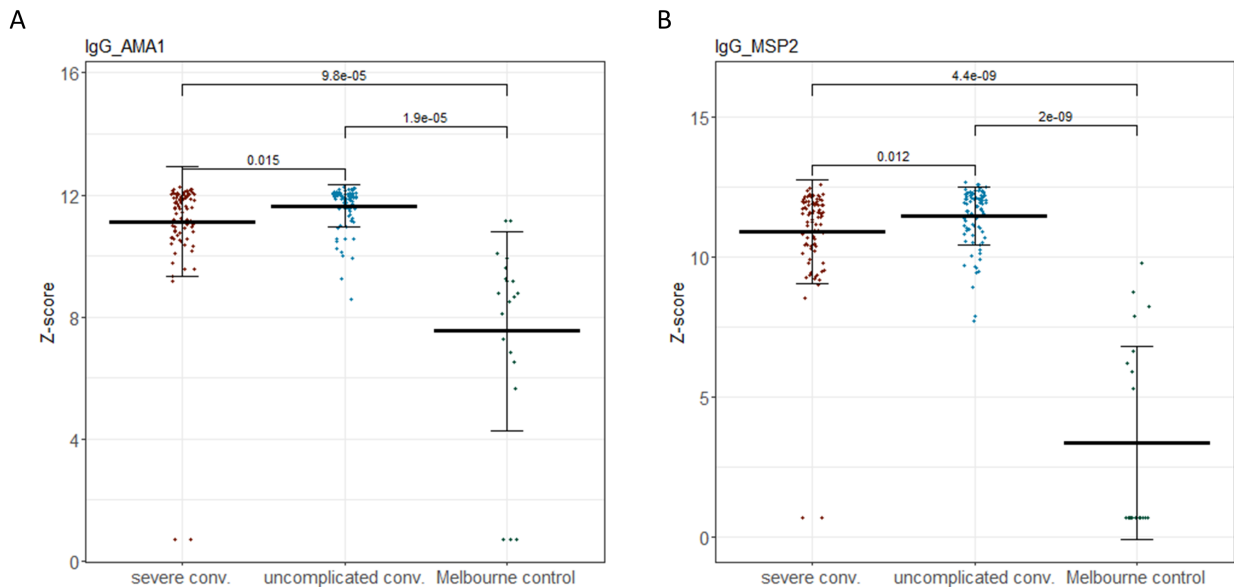 A
IgG_AMA1
16
12
8
4
0
Z-score
9.8e-05
1.9e-05
0.015
severe conv.
uncomplicated conv.
Melbourne control
B
IgG_MSP2
15
10
5
0
Z-score
4.4e-09
2e-09
0.012
severe conv.
uncomplicated conv.
Melbourne control